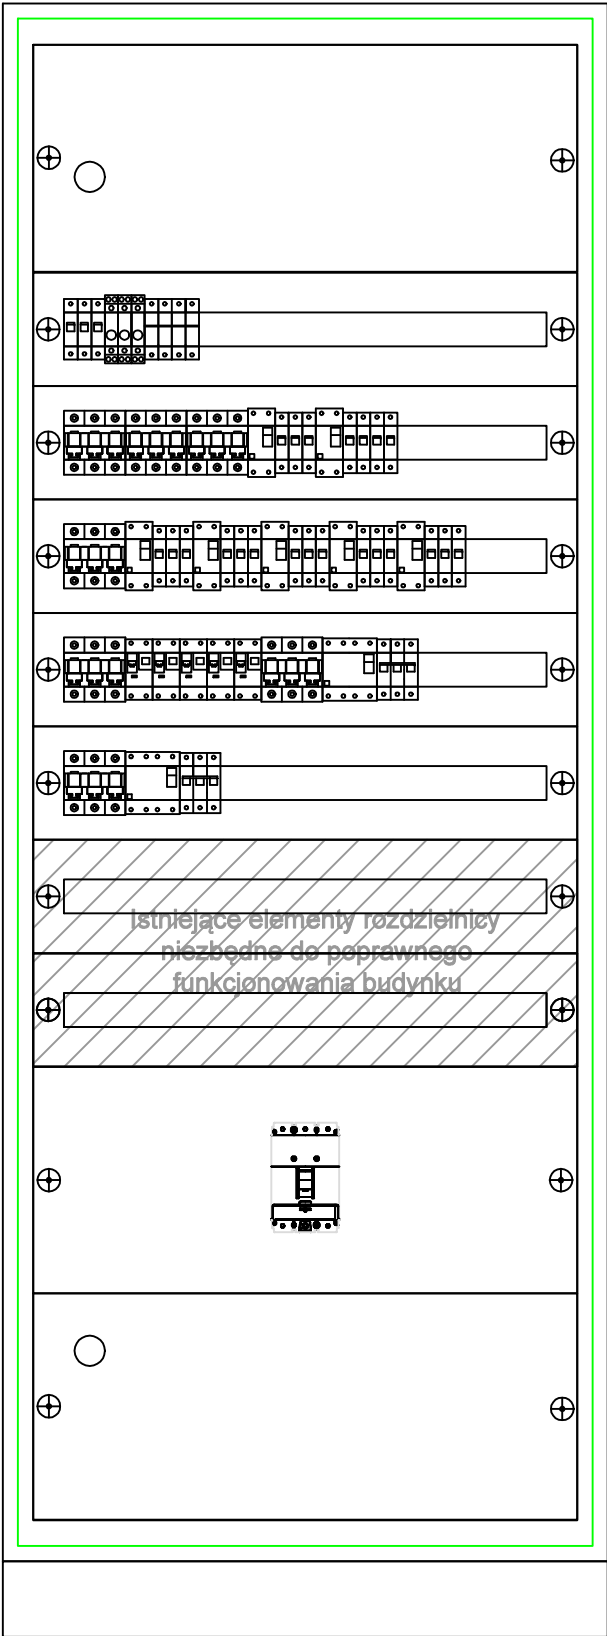 Istniejące elementy rozdzielnicy
niezbędne do poprawnego
funkcjonowania budynku